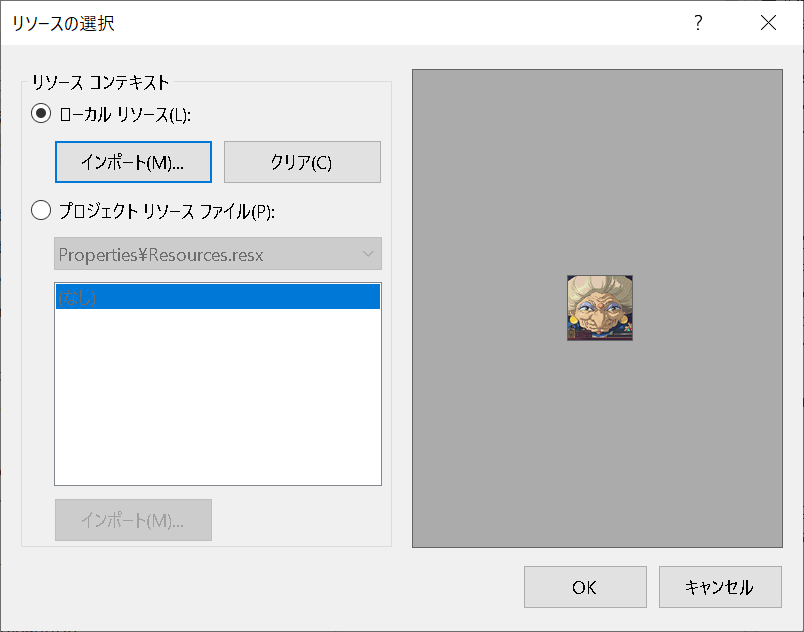 リソースの選択
?
リソース コンテキスト
ローカル リソース(L):
インポート(M)...
クリア(C)
プロジェクト リソース ファイル(P):
Properties¥Resources.resx
(なし)
インポート(M)...
OK
キャンセル